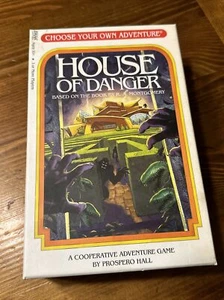 CHOOSE YOUR OWN ADVENTURE®
HOUSE
OF DANGER
BASED ON THE BOOK BY R. A. MONTGOMERY
A COOPERATIVE ADVENTURE GAME
BY PROSPERO HALL